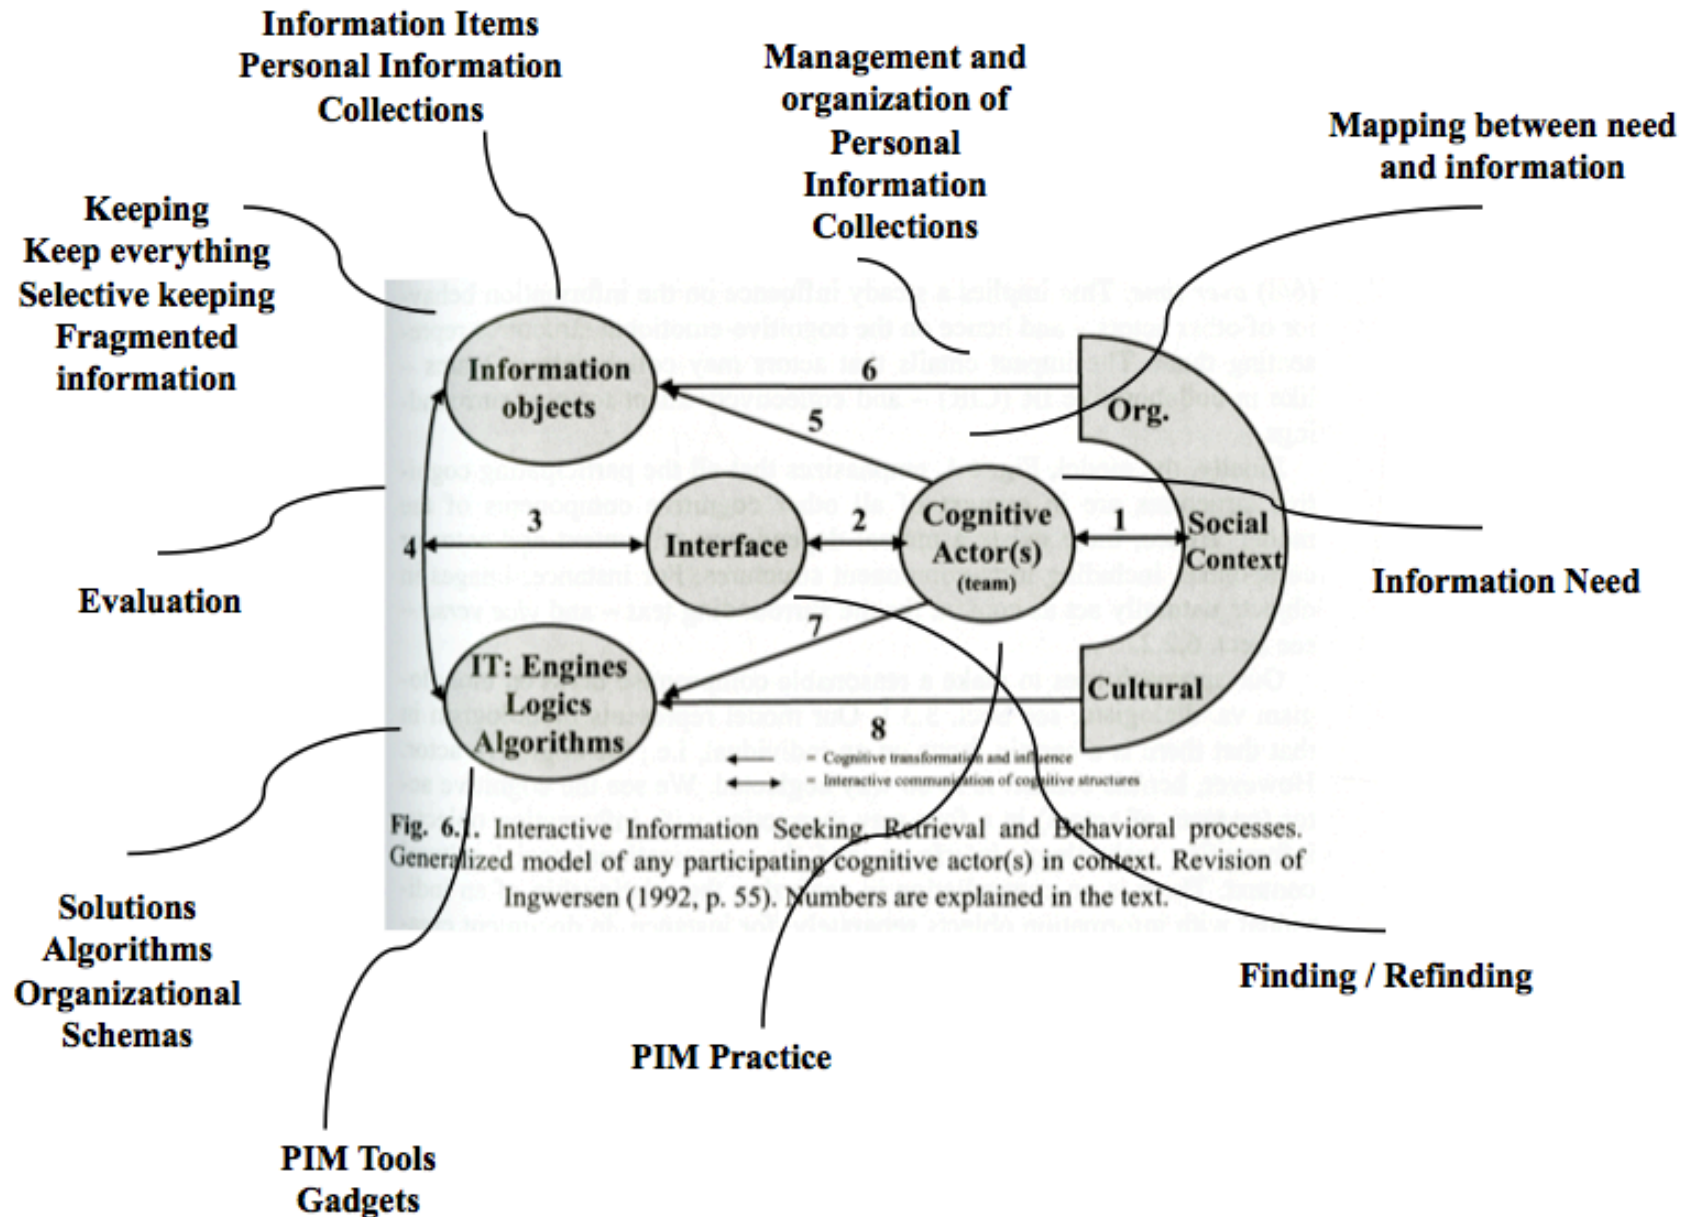 Information Items
Personal Information
Collections
Management and
organization of
Personal
Information
Collections
Mapping between need
and information
Keeping
Keep everything
Selective keeping
Fragmented
information
Information
objects
6
5
Org.
3
4
Interface
2
Cognitive
Actor(s)
(team)
1
Social
Context
Evaluation
Information Need
7
IT: Engines
Logics
Algorithms
Cultural
8
= Cognitive transformation and influence
= Interactive communication of cognitive structures
Fig. 6.1. Interactive Information Seeking, Retrieval and Behavioral processes.
Generalized model of any participating cognitive actor(s) in context. Revision of
Ingwersen (1992, p. 55). Numbers are explained in the text.
Solutions
Algorithms
Organizational
Schemas
Finding / Refinding
PIM Practice
PIM Tools
Gadgets